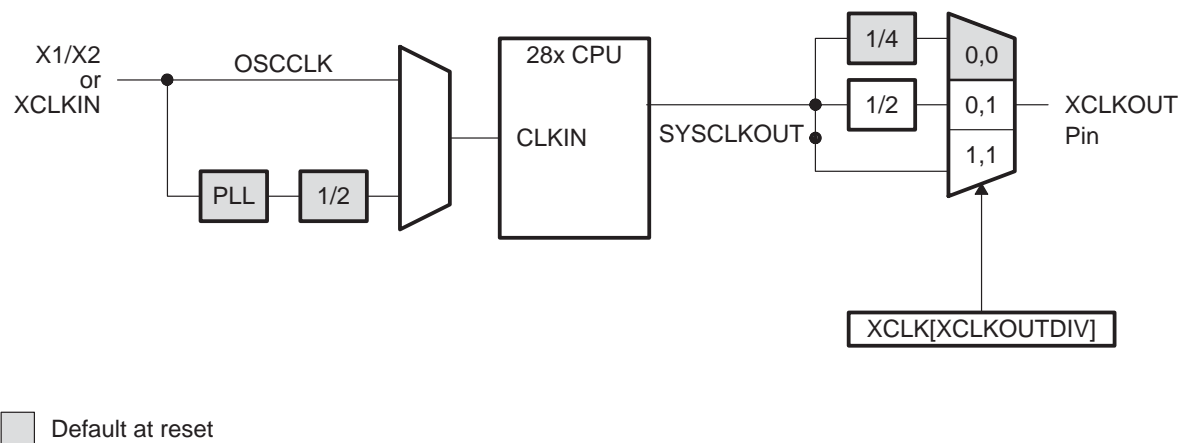 X1/X2
or
XCLKIN
OSCCLK
PLL
1/2
28x CPU
CLKIN
SYSCLKOUT
1/4
1/2
0,0
0,1
1,1
XCLKOUT
Pin
XCLK[XCLKOUTDIV]
Default at reset